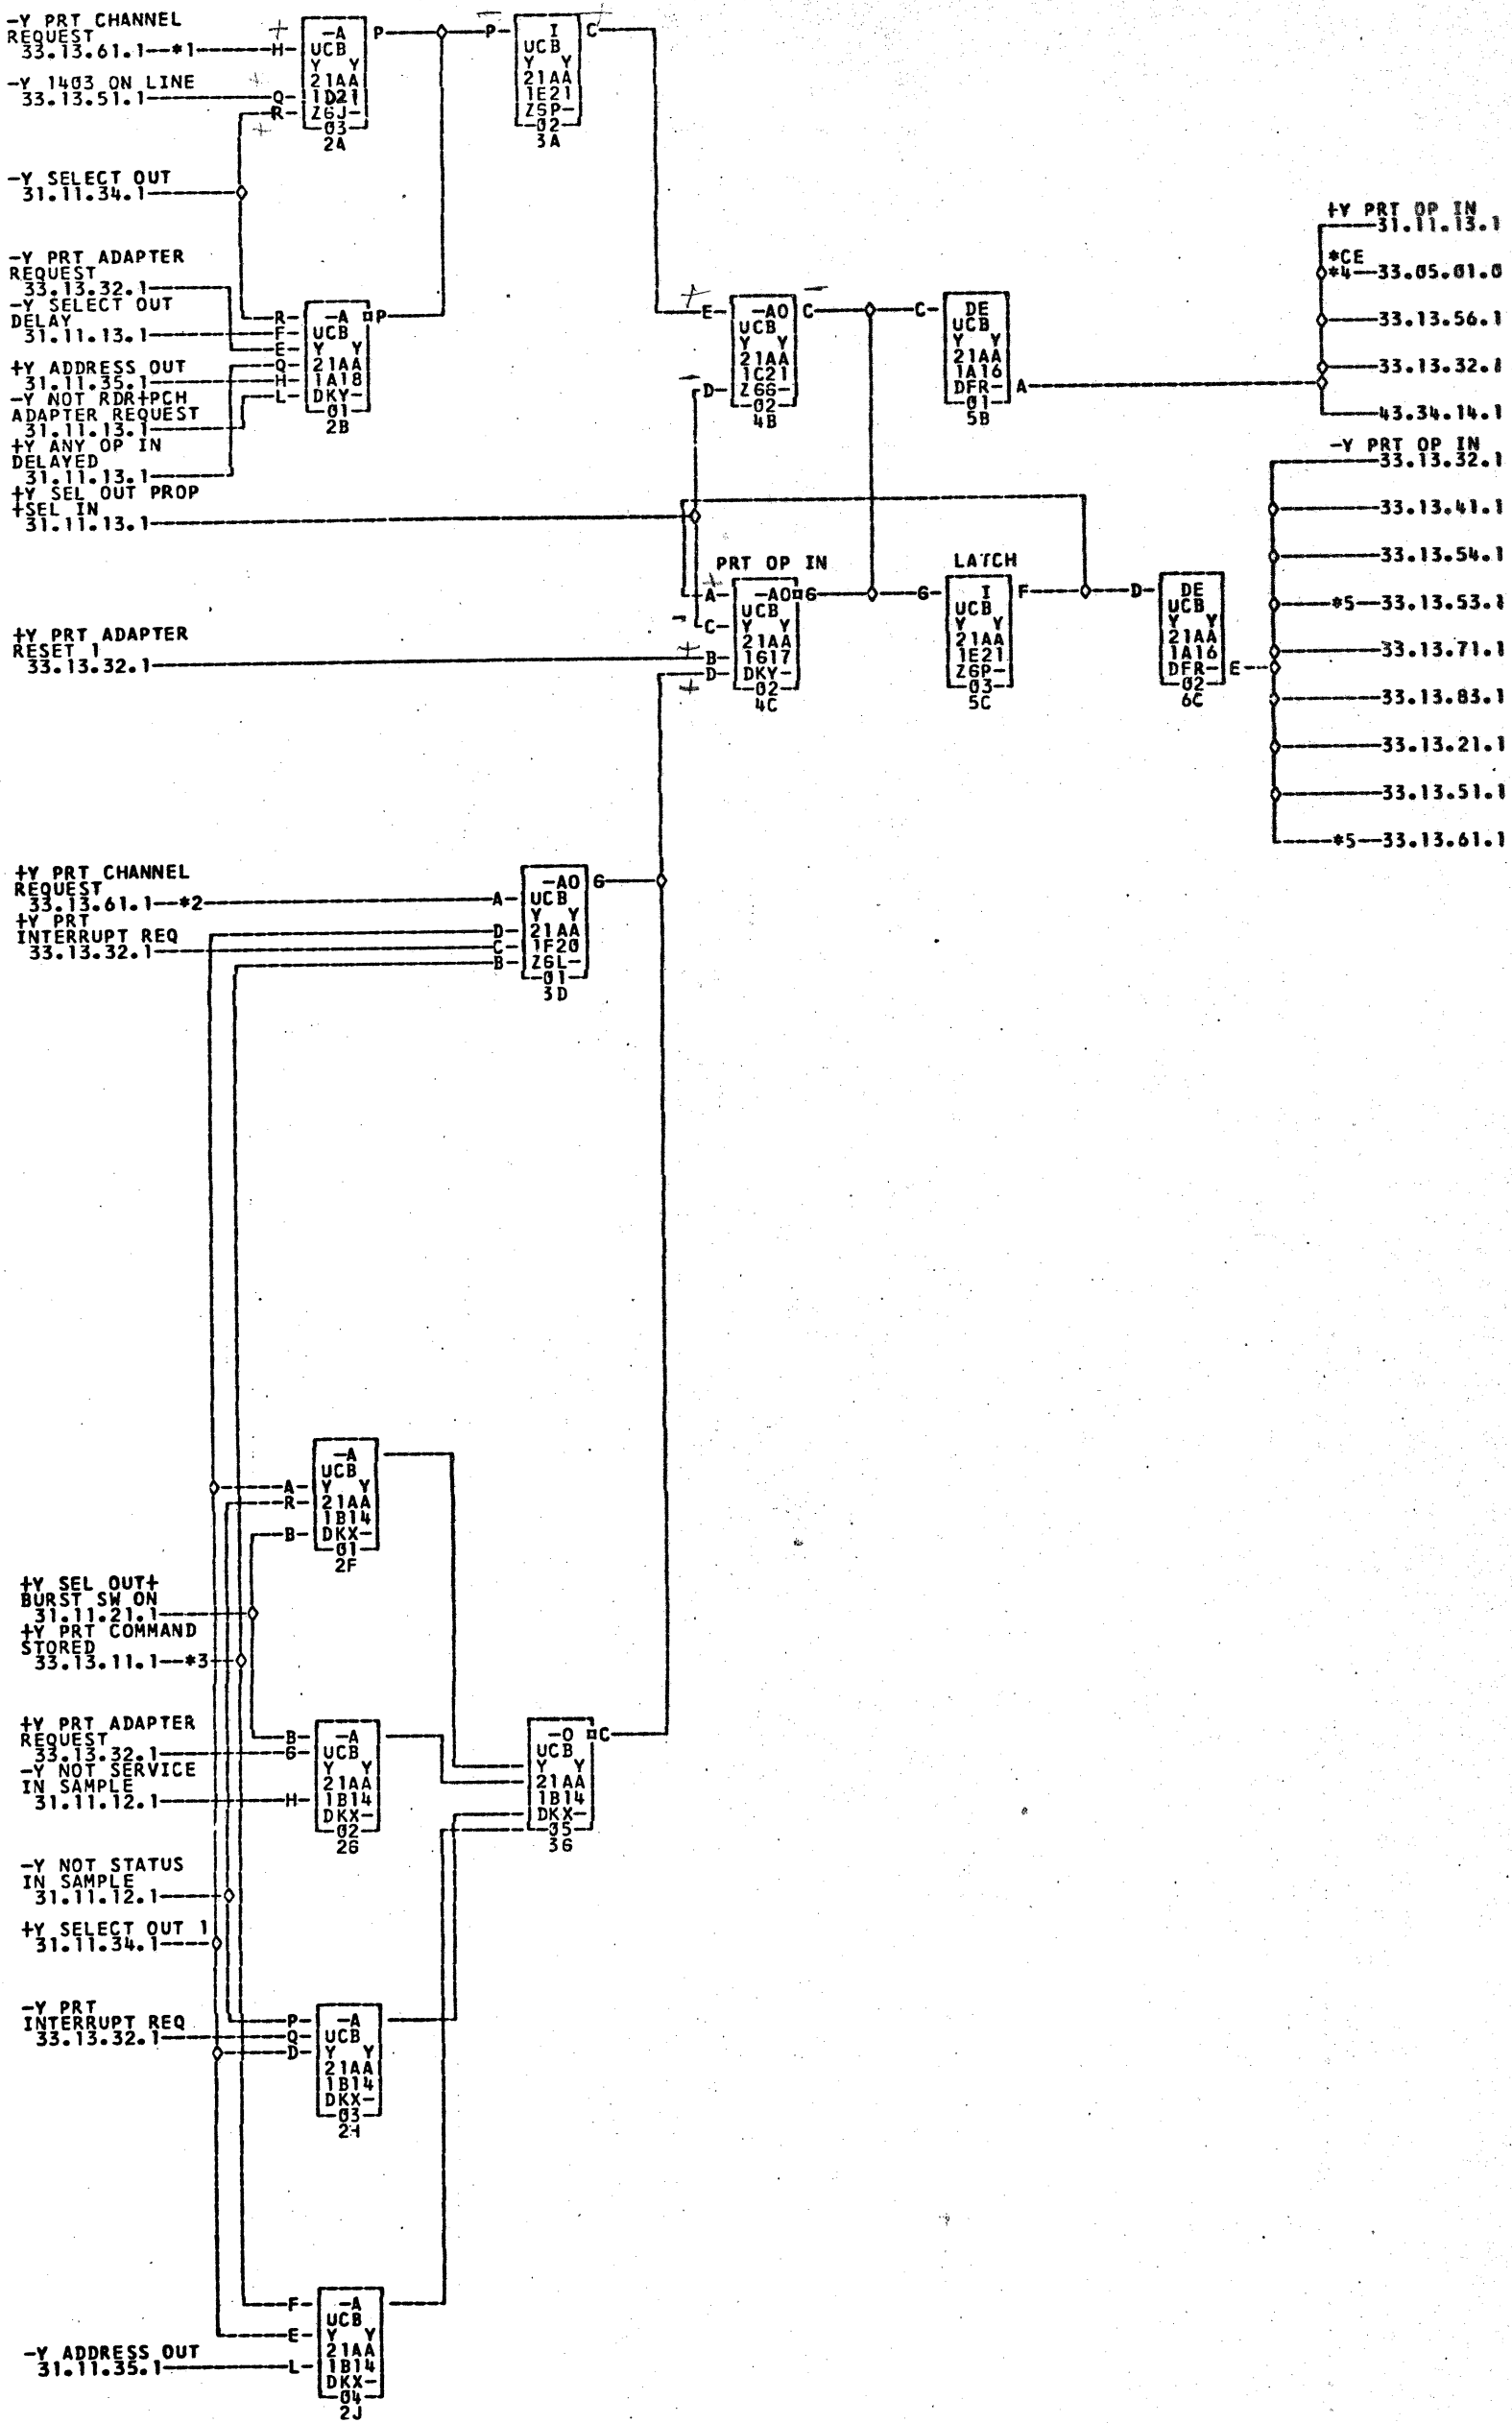 -Y PRT CHANNEL
REQUEST
33.13.61.1--*1 H
-Y 1403 ON LINE
33.13.51.1 Q
R
-A P
UCB
Y Y
21AA
1D21
Z6J-
03
2A
P I C
UCB
Y Y
21AA
1E21
Z5P-
02
3A
-Y SELECT OUT
31.11.34.1
-Y PRT ADAPTER
REQUEST
33.13.32.1
-Y SELECT OUT
DELAY
31.11.13.1
+Y ADDRESS OUT
31.11.35.1
-Y NOT RDR+PCH
ADAPTER REQUEST
31.11.13.1
+Y ANY OP IN
DELAYED
31.11.13.1
+Y SEL OUT PROP
+SEL IN
31.11.13.1
R -A P
F UCB
E Y Y
Q 21AA
H 1A18
L DKY-
01
2B
E -AO C
UCB
Y Y
21AA
1C21
D Z66-
02
4B
C DE
UCB
Y Y
21AA
1A16
DFR- A
01
5B
+Y PRT OP IN
31.11.13.1
*CE
*4--33.05.01.0
33.13.56.1
33.13.32.1
43.34.14.1
-Y PRT OP IN
33.13.32.1
33.13.41.1
33.13.54.1
*5--33.13.53.1
33.13.71.1
33.13.83.1
33.13.21.1
33.13.51.1
*5--33.13.61.1
PRT OP IN
LATCH
+Y PRT ADAPTER
RESET 1
33.13.32.1
A -AO G
UCB
C Y Y
21AA
B 1617
D DKY-
02
4C
G I F
UCB
Y Y
21AA
1E21
Z6P-
03
5C
D DE
UCB
Y Y
21AA
1A16
DFR- E
02
6C
+Y PRT CHANNEL
REQUEST
33.13.61.1--*2
+Y PRT
INTERRUPT REQ
33.13.32.1
-AO G
A UCB
Y Y
D 21AA
C 1F20
B Z6L-
01
3D
-A
UCB
A Y Y
R 21AA
1B14
B DKX-
01
2F
+Y SEL OUT+
BURST SW ON
31.11.21.1
+Y PRT COMMAND
STORED
33.13.11.1--*3
+Y PRT ADAPTER
REQUEST
33.13.32.1
-Y NOT SERVICE
IN SAMPLE
31.11.12.1
B -A
G UCB
Y Y
21AA
H 1B14
DKX-
02
2G
-O C
UCB
Y Y
21AA
1B14
DKX-
05
3G
-Y NOT STATUS
IN SAMPLE
31.11.12.1
+Y SELECT OUT 1
31.11.34.1
-Y PRT
INTERRUPT REQ
33.13.32.1
P -A
Q UCB
D Y Y
21AA
1B14
DKX-
03
2H
-Y ADDRESS OUT
31.11.35.1
F -A
UCB
E Y Y
21AA
L 1B14
DKX-
04
2J